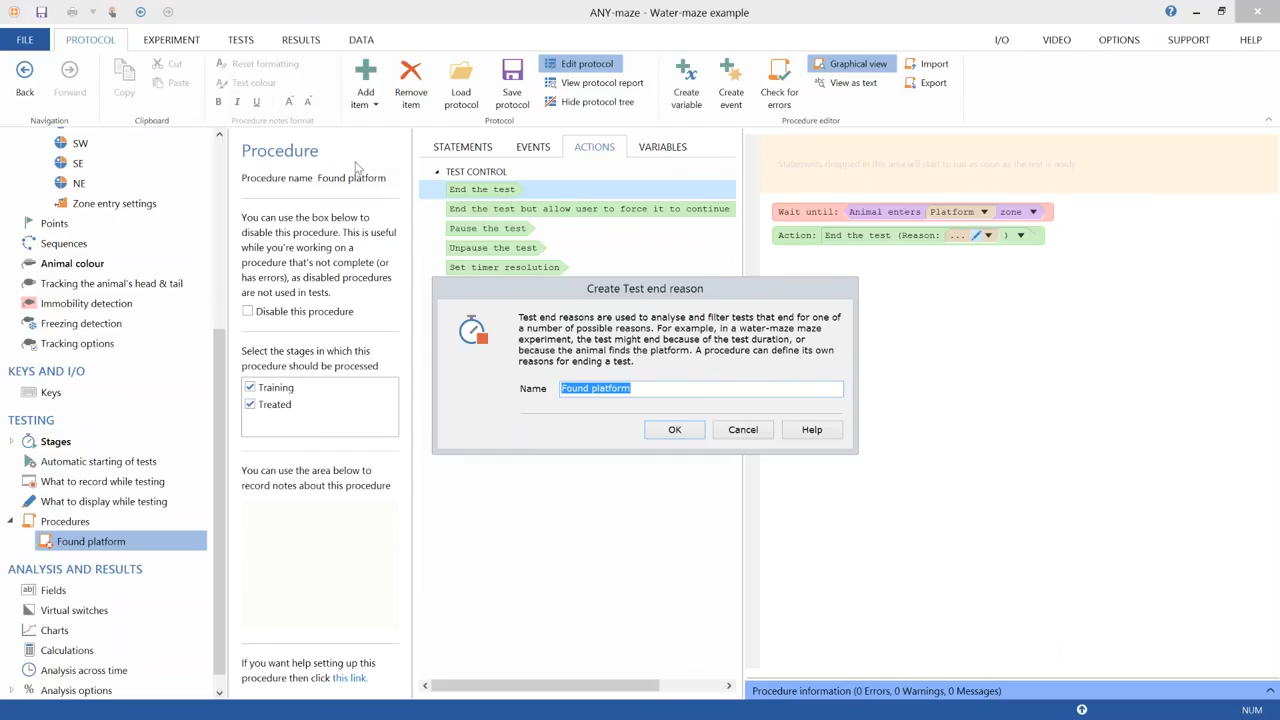 ANY-maze - Water-maze example
FILE
PROTOCOL
EXPERIMENT
TESTS
RESULTS
DATA
I/O
VIDEO
OPTIONS
SUPPORT
HELP
Back
Forward
Navigation
Copy
Cut
Paste
Clipboard
Reset formatting
Text colour
B I U A A
Procedure notes format
Add item
Remove item
Load protocol
Save protocol
Edit protocol
View protocol report
Hide protocol tree
Protocol
Create variable
Create event
Check for errors
Graphical view
View as text
Import
Export
Procedure editor
SW
SE
NE
Zone entry settings
Points
Sequences
Animal colour
Tracking the animal's head & tail
Immobility detection
Freezing detection
Tracking options
KEYS AND I/O
Keys
TESTING
Stages
Automatic starting of tests
What to record while testing
What to display while testing
Procedures
Found platform
ANALYSIS AND RESULTS
Fields
Virtual switches
Charts
Calculations
Analysis across time
Analysis options
Procedure
Procedure name Found platform
You can use the box below to
disable this procedure. This is useful
while you're working on a
procedure that's not complete (or
has errors), as disabled procedures
are not used in tests.
Disable this procedure
Select the stages in which this
procedure should be processed
Training
Treated
You can use the area below to
record notes about this procedure
If you want help setting up this
procedure then click this link.
STATEMENTS
EVENTS
ACTIONS
VARIABLES
TEST CONTROL
End the test
End the test but allow user to force it to continue
Pause the test
Unpause the test
Set timer resolution
Statements dropped in this area will start to run as soon as the test is ready
Wait until: Animal enters Platform zone
Action: End the test (Reason: ... )
Create Test end reason
Test end reasons are used to analyse and filter tests that end for one of
a number of possible reasons. For example, in a water-maze maze
experiment, the test might end because of the test duration, or
because the animal finds the platform. A procedure can define its own
reasons for ending a test.
Name Found platform
OK
Cancel
Help
Procedure information (0 Errors, 0 Warnings, 0 Messages)
NUM